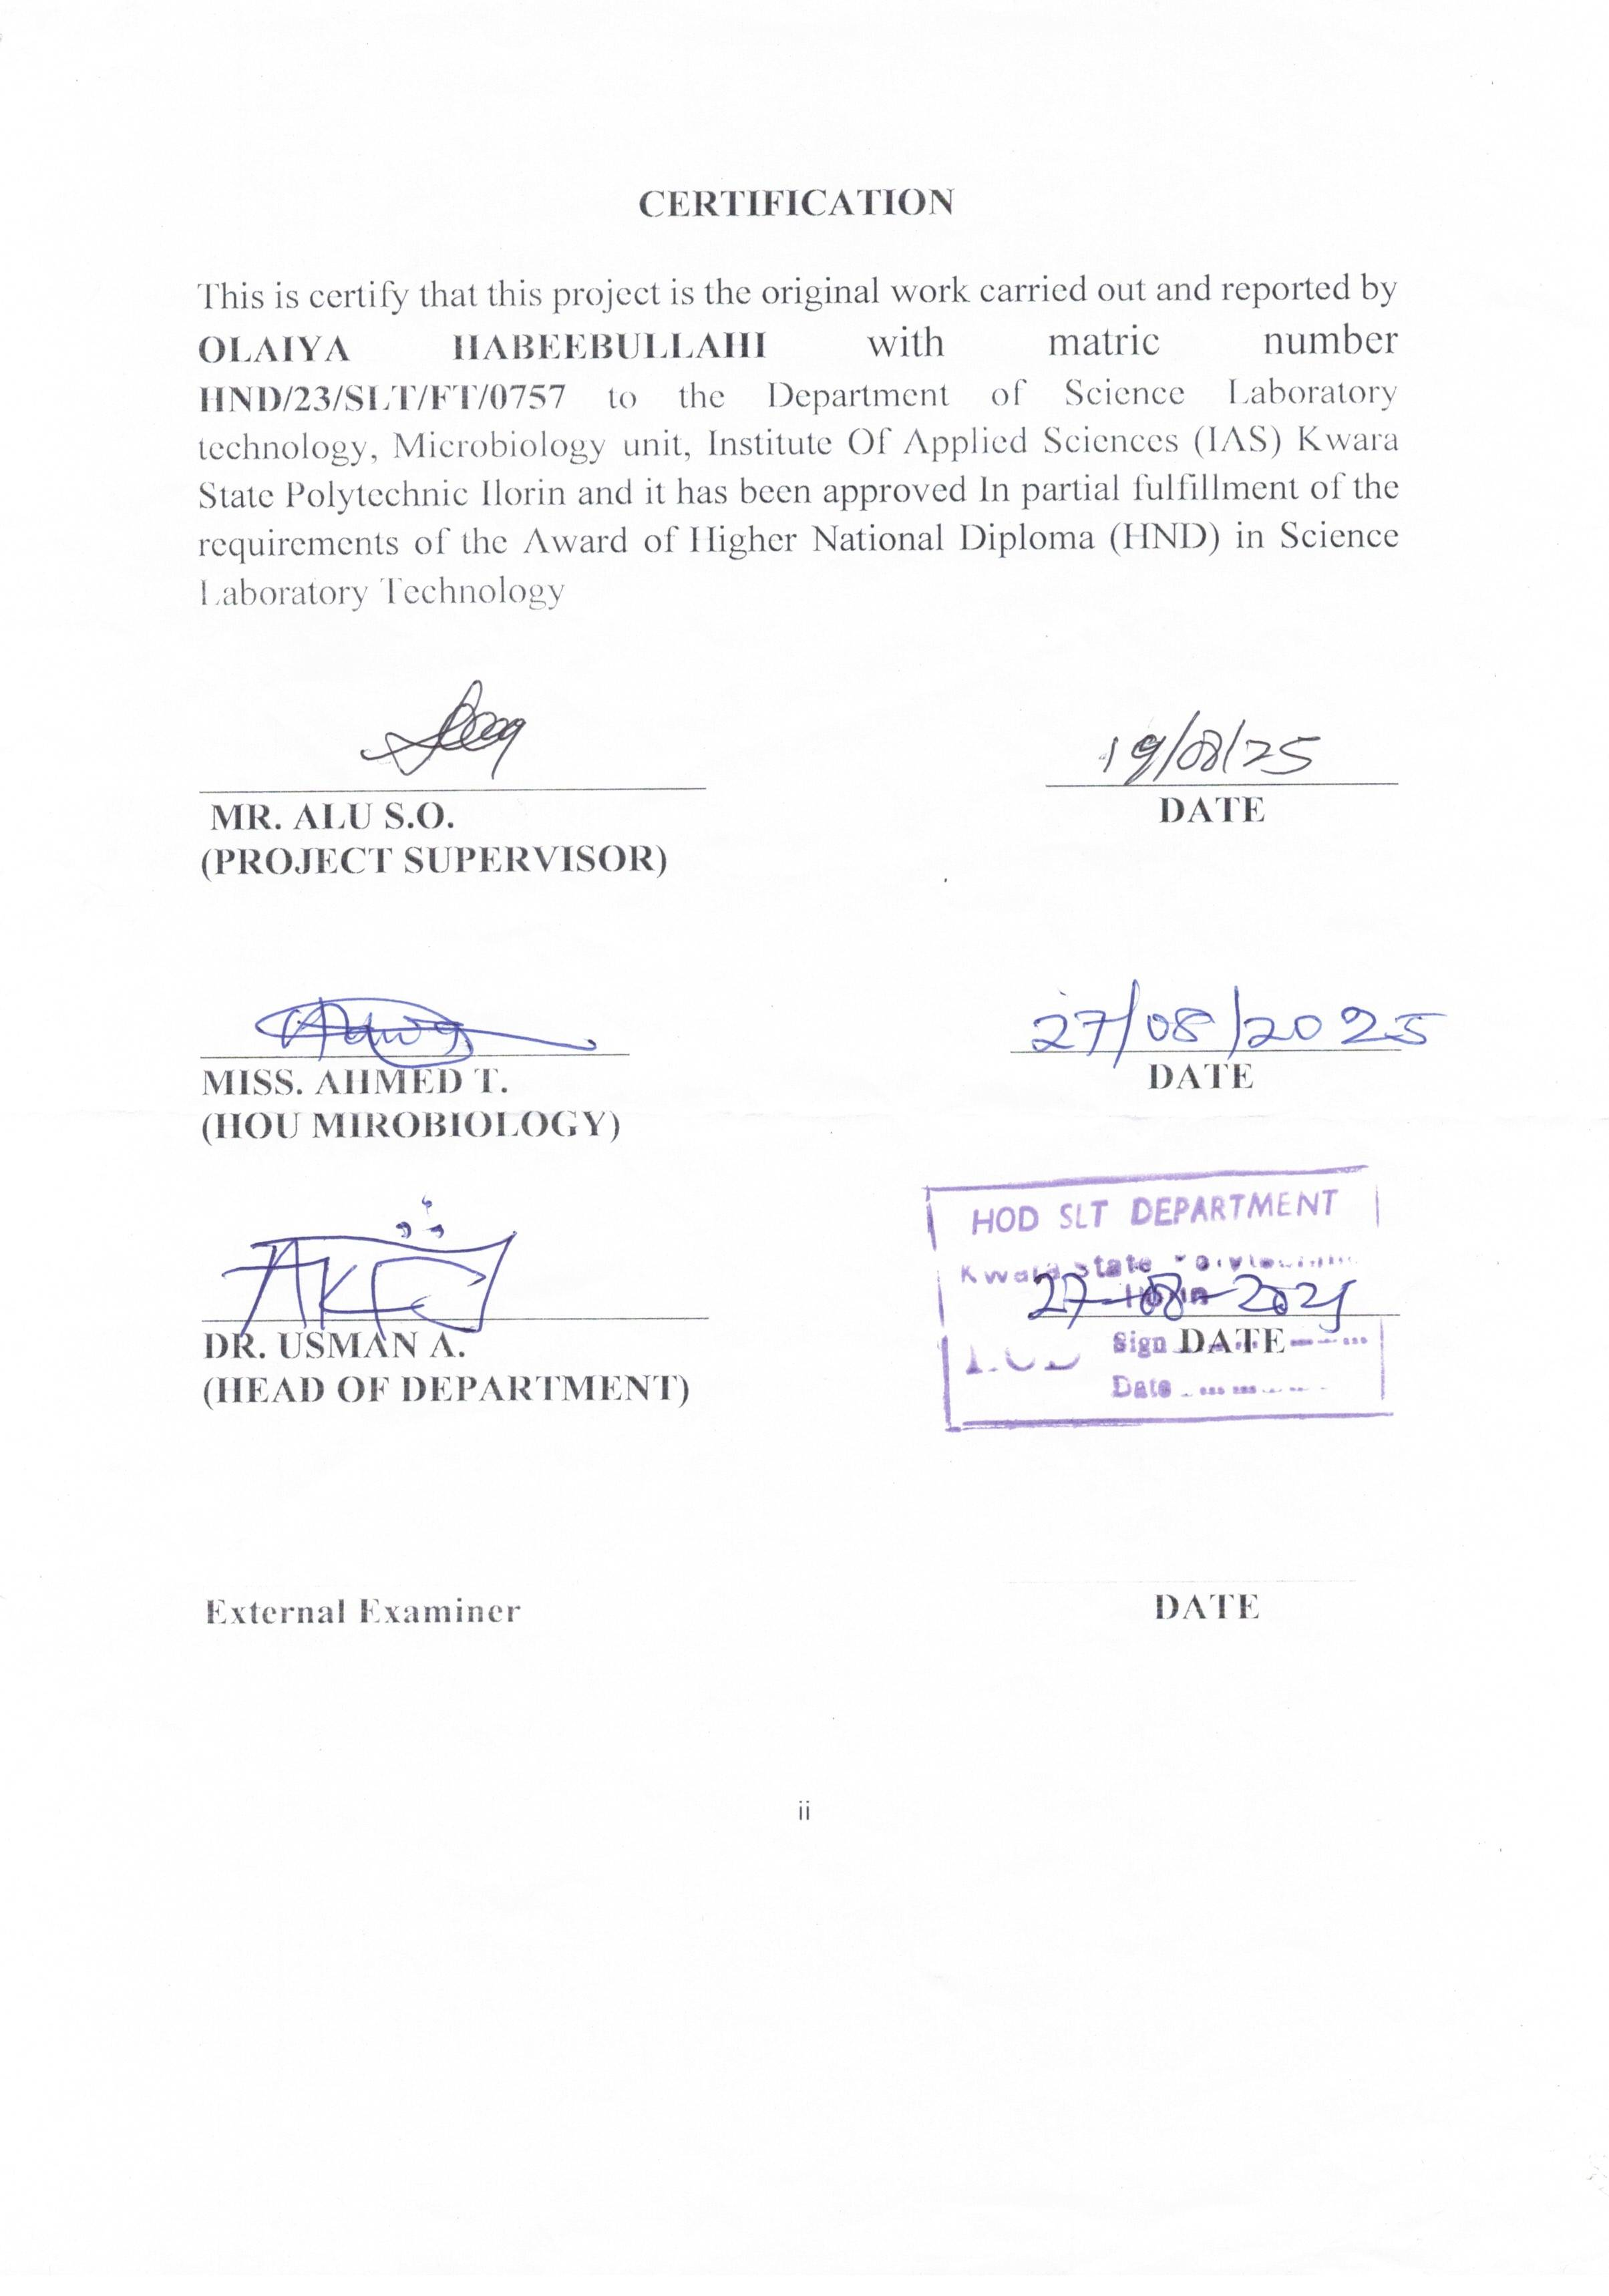 CERTIFICATION
This is certify that this project is the original work carried out and reported by
OLAIYA HABEEBULLAHI with matric number
HND/23/SLT/FT/0757 to the Department of Science Laboratory
technology, Microbiology unit, Institute Of Applied Sciences (IAS) Kwara
State Polytechnic Ilorin and it has been approved In partial fulfillment of the
requirements of the Award of Higher National Diploma (HND) in Science
Laboratory Technology
19/08/25
MR. ALU S.O. DATE
(PROJECT SUPERVISOR)
27/08/2025
MISS. AHMED T. DATE
(HOU MIROBIOLOGY)
HOD SLT DEPARTMENT
Kwara State
27-08-2025
DR. USMAN A. Sign DATE
(HEAD OF DEPARTMENT) Date
External Examiner DATE
ii